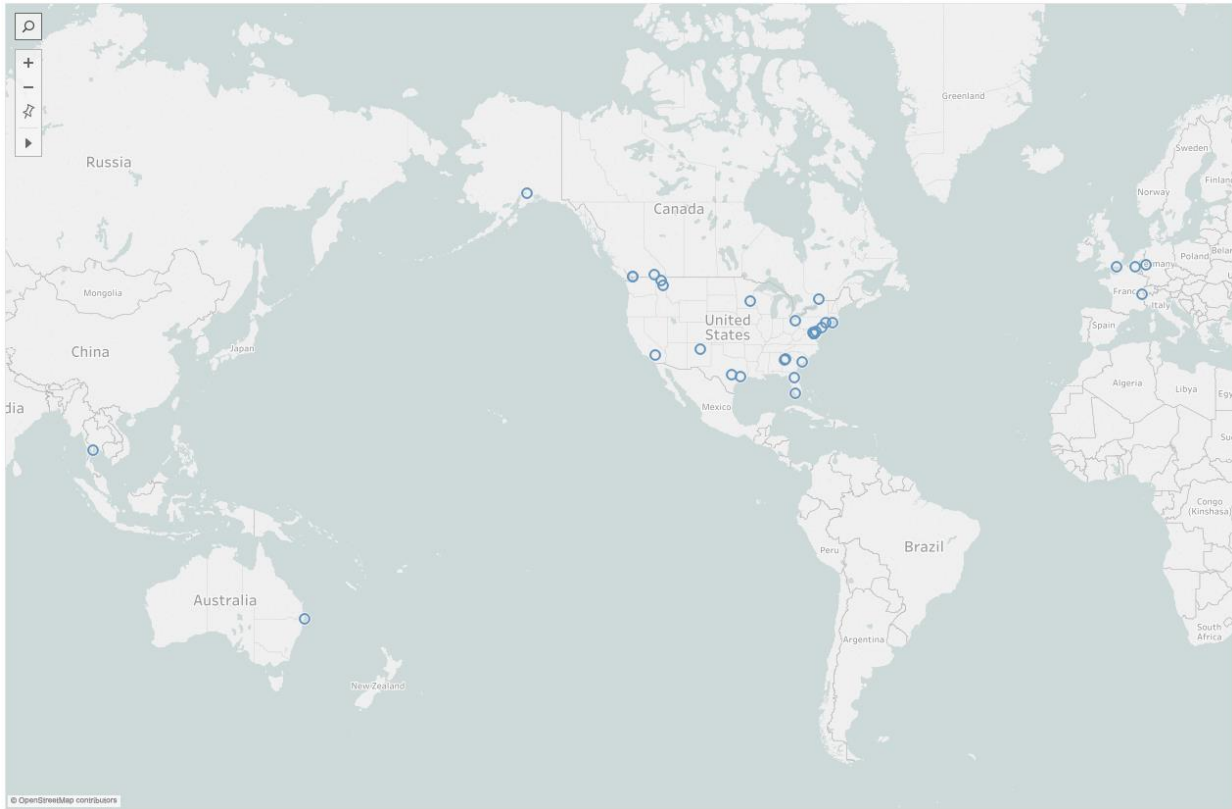 Greenland
Russia
Sweden
Finlan
Norway
Canada
Belar
Poland
Germany
Mongolia
France
Italy
United
States
Spain
China
Japan
Algeria
Libya
Egy
Mexico
dia
Su
Congo
(Kinshasa)
Peru
Brazil
Australia
South
Africa
Argentina
New Zealand
© OpenStreetMap contributors